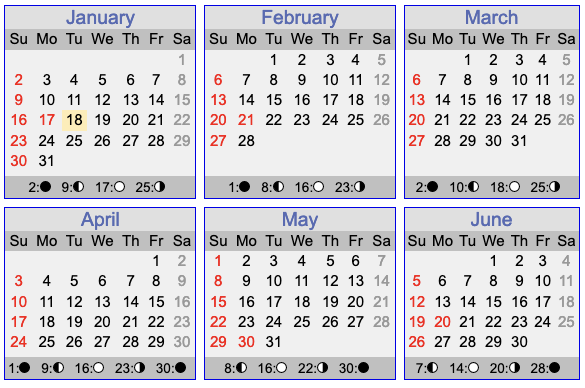 January
Su Mo Tu We Th Fr Sa
1
2 3 4 5 6 7 8
9 10 11 12 13 14 15
16 17 18 19 20 21 22
23 24 25 26 27 28 29
30 31
2: 9: 17: 25:
February
Su Mo Tu We Th Fr Sa
1 2 3 4 5
6 7 8 9 10 11 12
13 14 15 16 17 18 19
20 21 22 23 24 25 26
27 28
1: 8: 16: 23:
March
Su Mo Tu We Th Fr Sa
1 2 3 4 5
6 7 8 9 10 11 12
13 14 15 16 17 18 19
20 21 22 23 24 25 26
27 28 29 30 31
2: 10: 18: 25:
April
Su Mo Tu We Th Fr Sa
1 2
3 4 5 6 7 8 9
10 11 12 13 14 15 16
17 18 19 20 21 22 23
24 25 26 27 28 29 30
1: 9: 16: 23: 30:
May
Su Mo Tu We Th Fr Sa
1 2 3 4 5 6 7
8 9 10 11 12 13 14
15 16 17 18 19 20 21
22 23 24 25 26 27 28
29 30 31
8: 16: 22: 30:
June
Su Mo Tu We Th Fr Sa
1 2 3 4
5 6 7 8 9 10 11
12 13 14 15 16 17 18
19 20 21 22 23 24 25
26 27 28 29 30
7: 14: 20: 28: